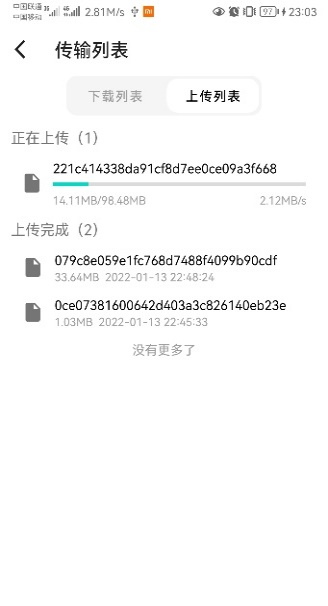 中国联通
中国移动
2.81M/s
97
23:03
传输列表
下载列表
上传列表
正在上传（1）
221c414338da91cf8d7ee0ce09a3f668
14.11MB/98.48MB
2.12MB/s
上传完成（2）
079c8e059e1fc768d7488f4099b90cdf
33.64MB 2022-01-13 22:48:24
0ce07381600642d403a3c826140eb23e
1.03MB 2022-01-13 22:45:33
没有更多了